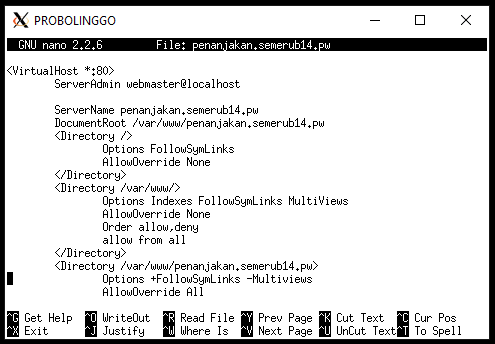 PROBOLINGGO
GNU nano 2.2.6 File: penanjakan.semerub14.pw
<VirtualHost *:80>
ServerAdmin webmaster@localhost
ServerName penanjakan.semerub14.pw
DocumentRoot /var/www/penanjakan.semerub14.pw
<Directory />
Options FollowSymLinks
AllowOverride None
</Directory>
<Directory /var/www/>
Options Indexes FollowSymLinks MultiViews
AllowOverride None
Order allow,deny
allow from all
</Directory>
<Directory /var/www/penanjakan.semerub14.pw>
Options +FollowSymLinks -Multiviews
AllowOverride All
^G Get Help ^O WriteOut ^R Read File ^Y Prev Page ^K Cut Text ^C Cur Pos
^X Exit ^J Justify ^W Where Is ^V Next Page ^U UnCut Text ^T To Spell